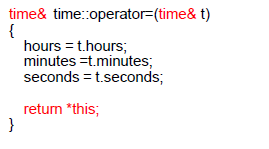 time& time::operator=(time& t)
{
hours = t.hours;
minutes =t.minutes;
seconds = t.seconds;
return *this;
}